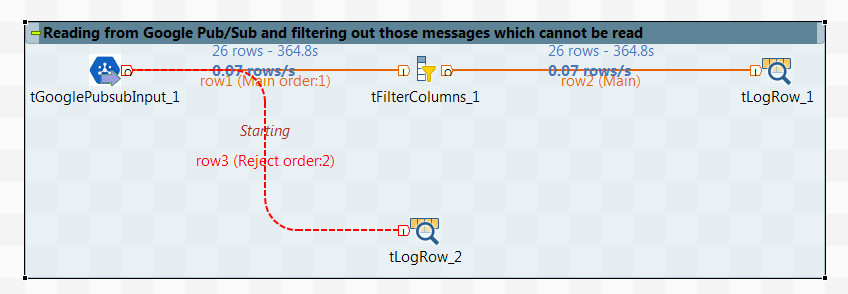 Reading from Google Pub/Sub and filtering out those messages which cannot be read
26 rows - 364.8s
26 rows - 364.8s
0.07 rows/s
0.07 rows/s
row1 (Main order:1)
row2 (Main)
tGooglePubsubInput_1
tFilterColumns_1
tLogRow_1
Starting
row3 (Reject order:2)
tLogRow_2